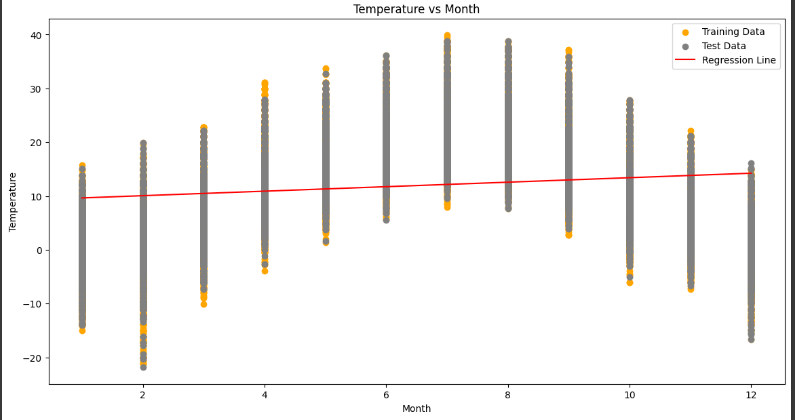 Temperature vs Month
Training Data
Test Data
Regression Line
40
30
20
10
0
−10
−20
Temperature
2
4
6
8
10
12
Month